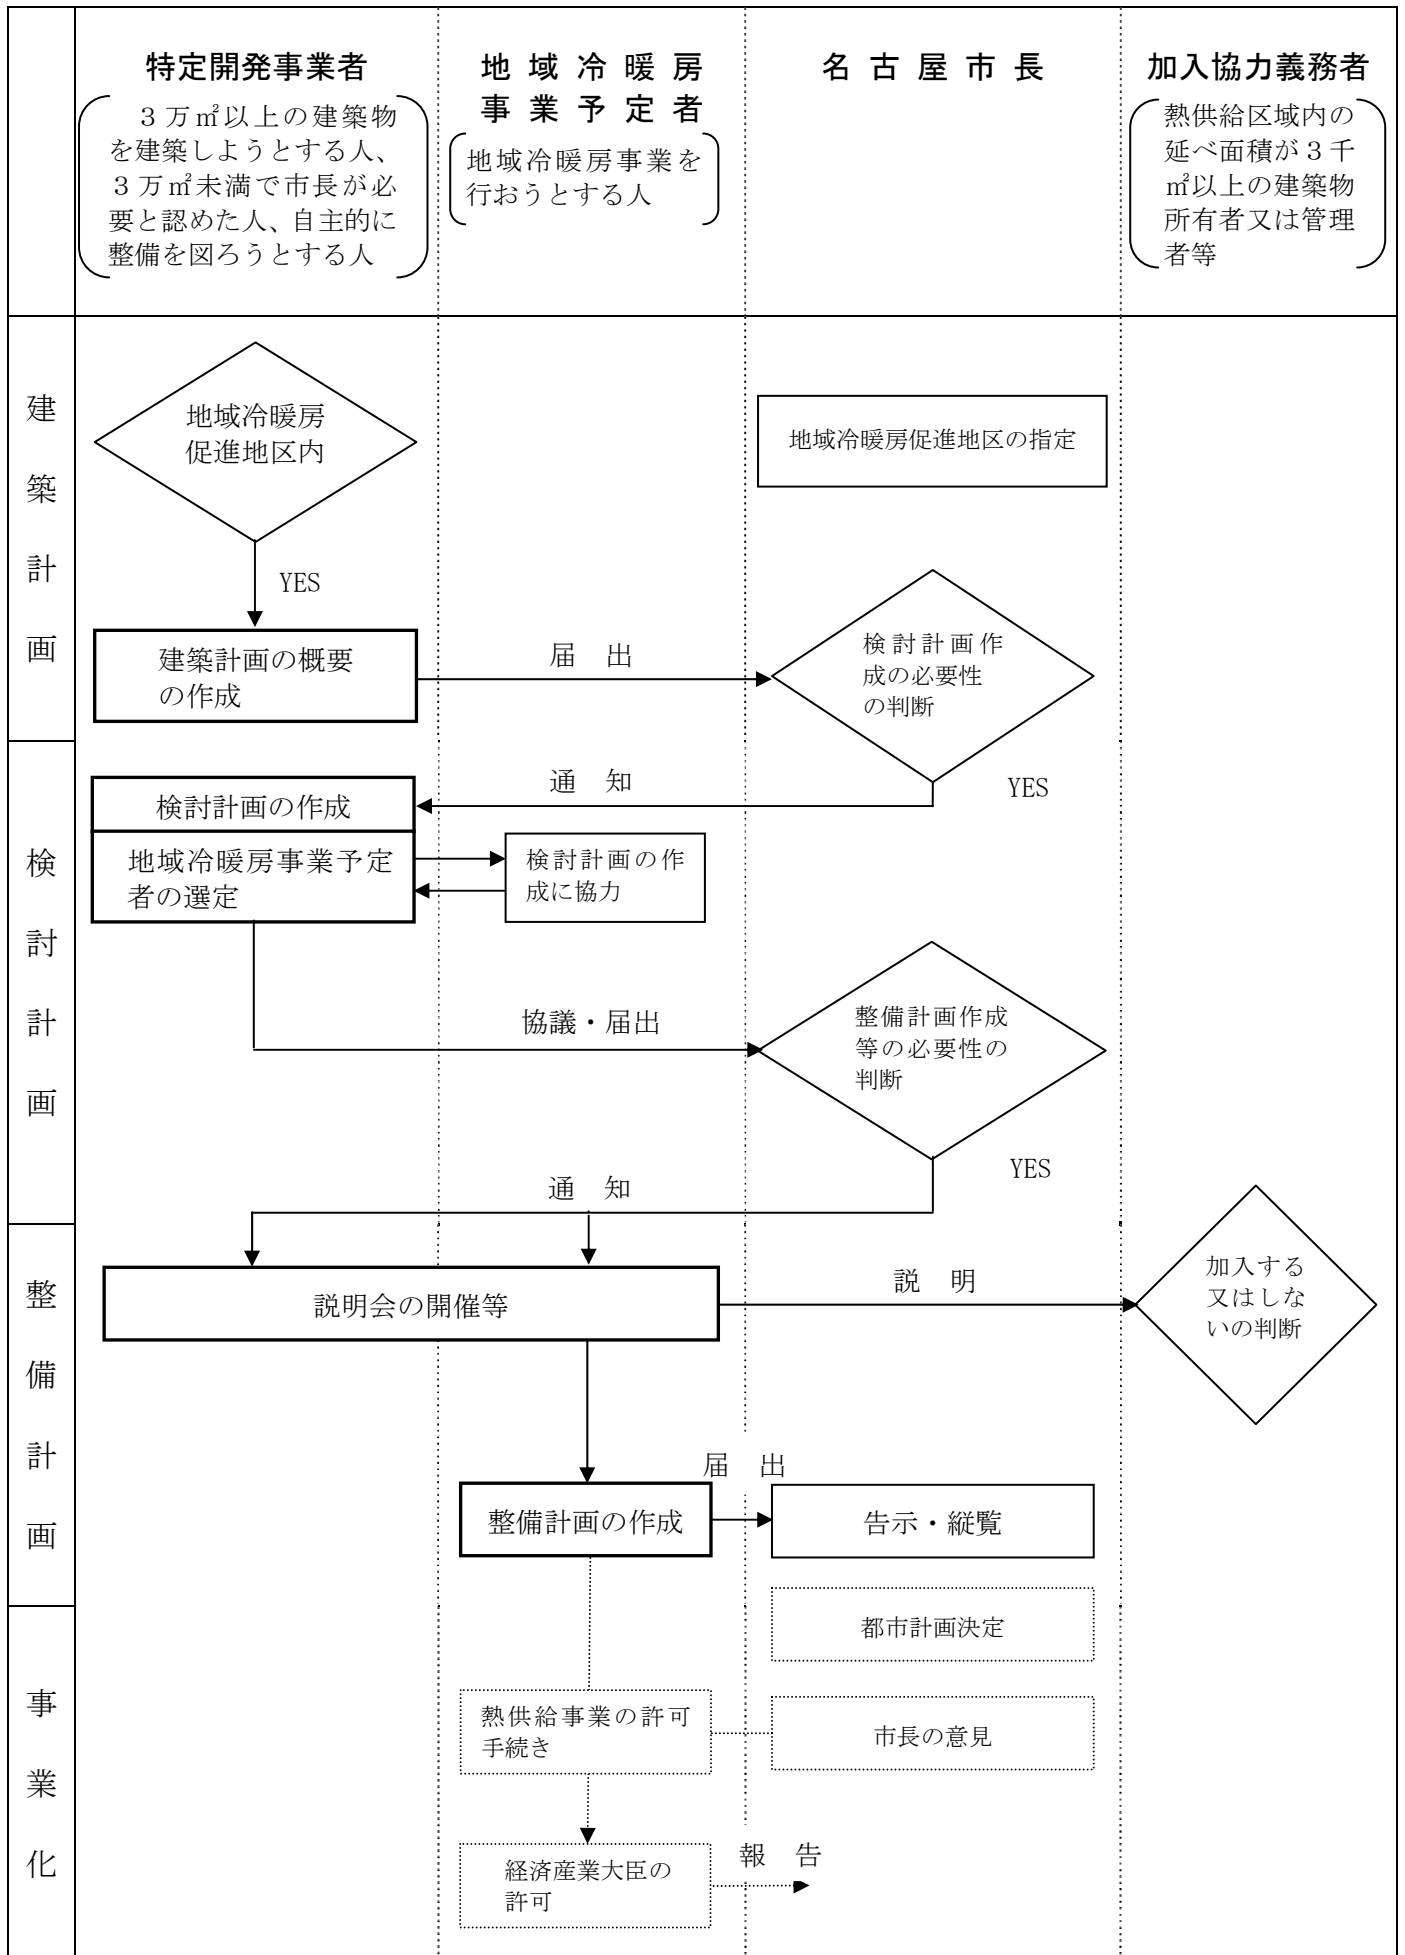 特定開発事業者
３万㎡以上の建築物
を建築しようとする人、
３万㎡未満で市長が必
要と認めた人、自主的に
整備を図ろうとする人
地域冷暖房
事業予定者
地域冷暖房事業を
行おうとする人
名古屋市長
加入協力義務者
熱供給区域内の
延べ面積が３千
㎡以上の建築物
所有者又は管理
者等
建築計画
地域冷暖房
促進地区内
地域冷暖房促進地区の指定
YES
建築計画の概要
の作成
届 出
検討計画作
成の必要性
の判断
検討計画
通 知
YES
検討計画の作成
地域冷暖房事業予定
者の選定
検討計画の作
成に協力
協議・届出
整備計画作成
等の必要性の
判断
YES
通 知
整備計画
説明会の開催等
説 明
加入する
又はしな
いの判断
届 出
整備計画の作成
告示・縦覧
事業化
都市計画決定
熱供給事業の許可
手続き
市長の意見
経済産業大臣の
許可
報 告